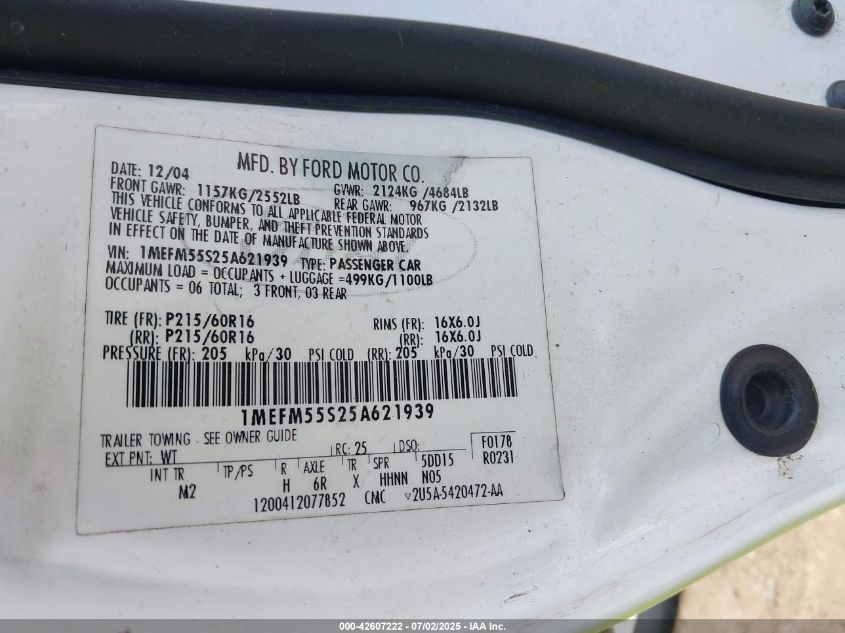 MFD. BY FORD MOTOR CO.
DATE: 12/04 GVWR: 2124KG /4684LB
FRONT GAWR: 1157KG/2552LB REAR GAWR: 967KG /2132LB
THIS VEHICLE CONFORMS TO ALL APPLICABLE FEDERAL MOTOR
VEHICLE SAFETY, BUMPER, AND THEFT PREVENTION STANDARDS
IN EFFECT ON THE DATE OF MANUFACTURE SHOWN ABOVE.
VIN: 1MEFM55S25A621939 TYPE: PASSENGER CAR
MAXIMUM LOAD = OCCUPANTS + LUGGAGE =499KG/1100LB
OCCUPANTS = 06 TOTAL; 3 FRONT, 03 REAR
TIRE (FR): P215/60R16 RIMS (FR): 16X6.0J
(RR): P215/60R16 (RR): 16X6.0J
PRESSURE (FR): 205 kPa/30 PSI COLD (RR): 205 kPa/30 PSI COLD
1MEFM55S25A621939
TRAILER TOWING - SEE OWNER GUIDE
EXT PNT: WT RC: 25 DSO: F0178
INT TR TP/PS R AXLE TR SPR 5DD15 R0231
M2 H 6R X HHNN N05
1200412077852 CMC ▽2U5A-5420472-AA
000-42607222 - 07/02/2025 - IAA Inc.